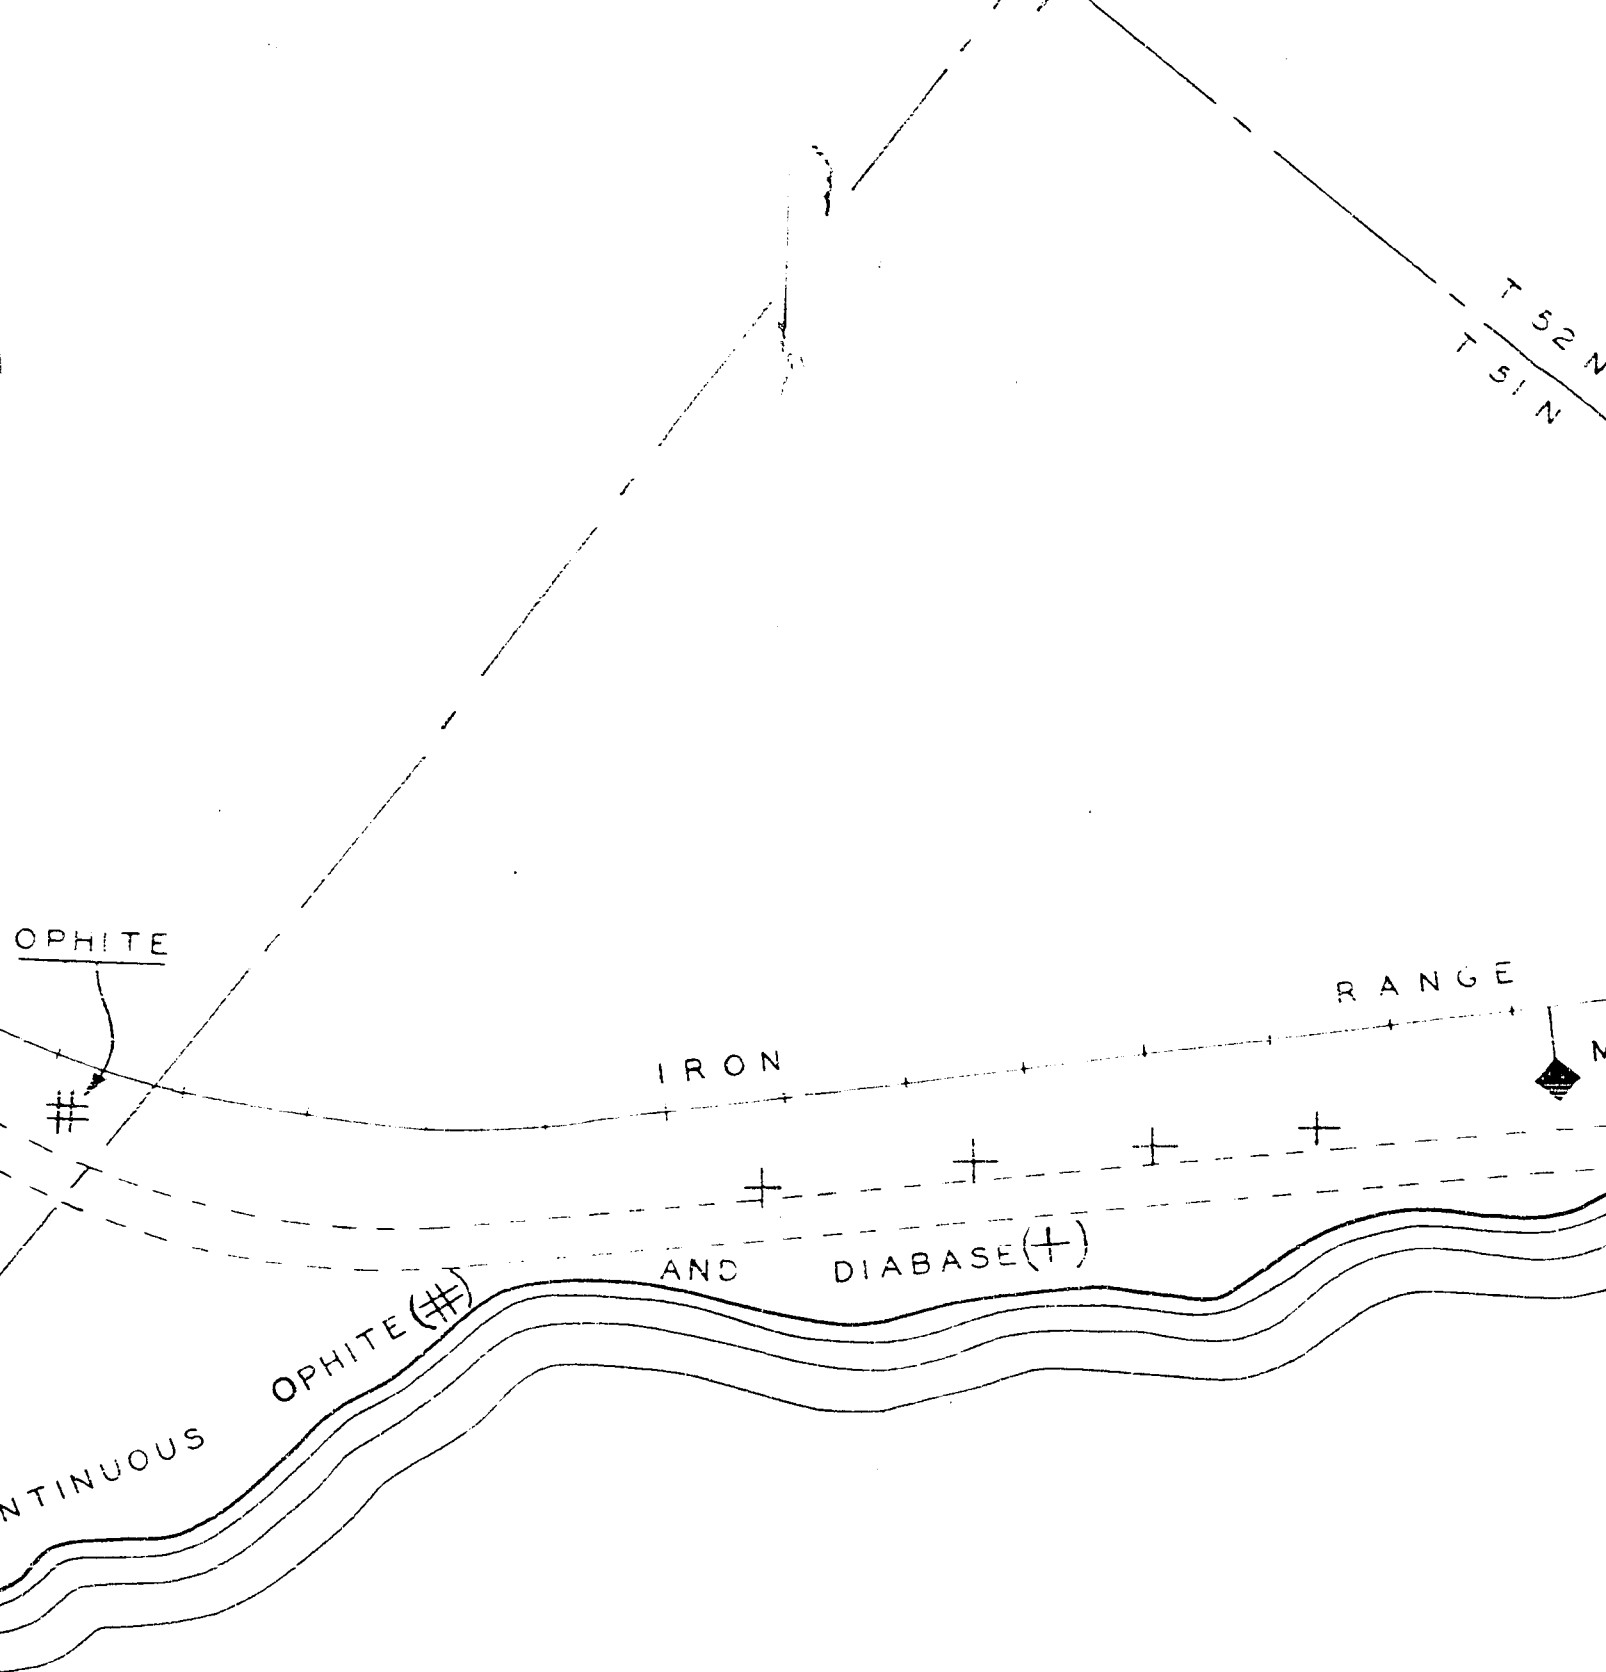 T 52 N
T 51 N
OPHITE
#
IRON RANGE
M
+ + + +
NTINUOUS OPHITE (#) AND DIABASE (+)